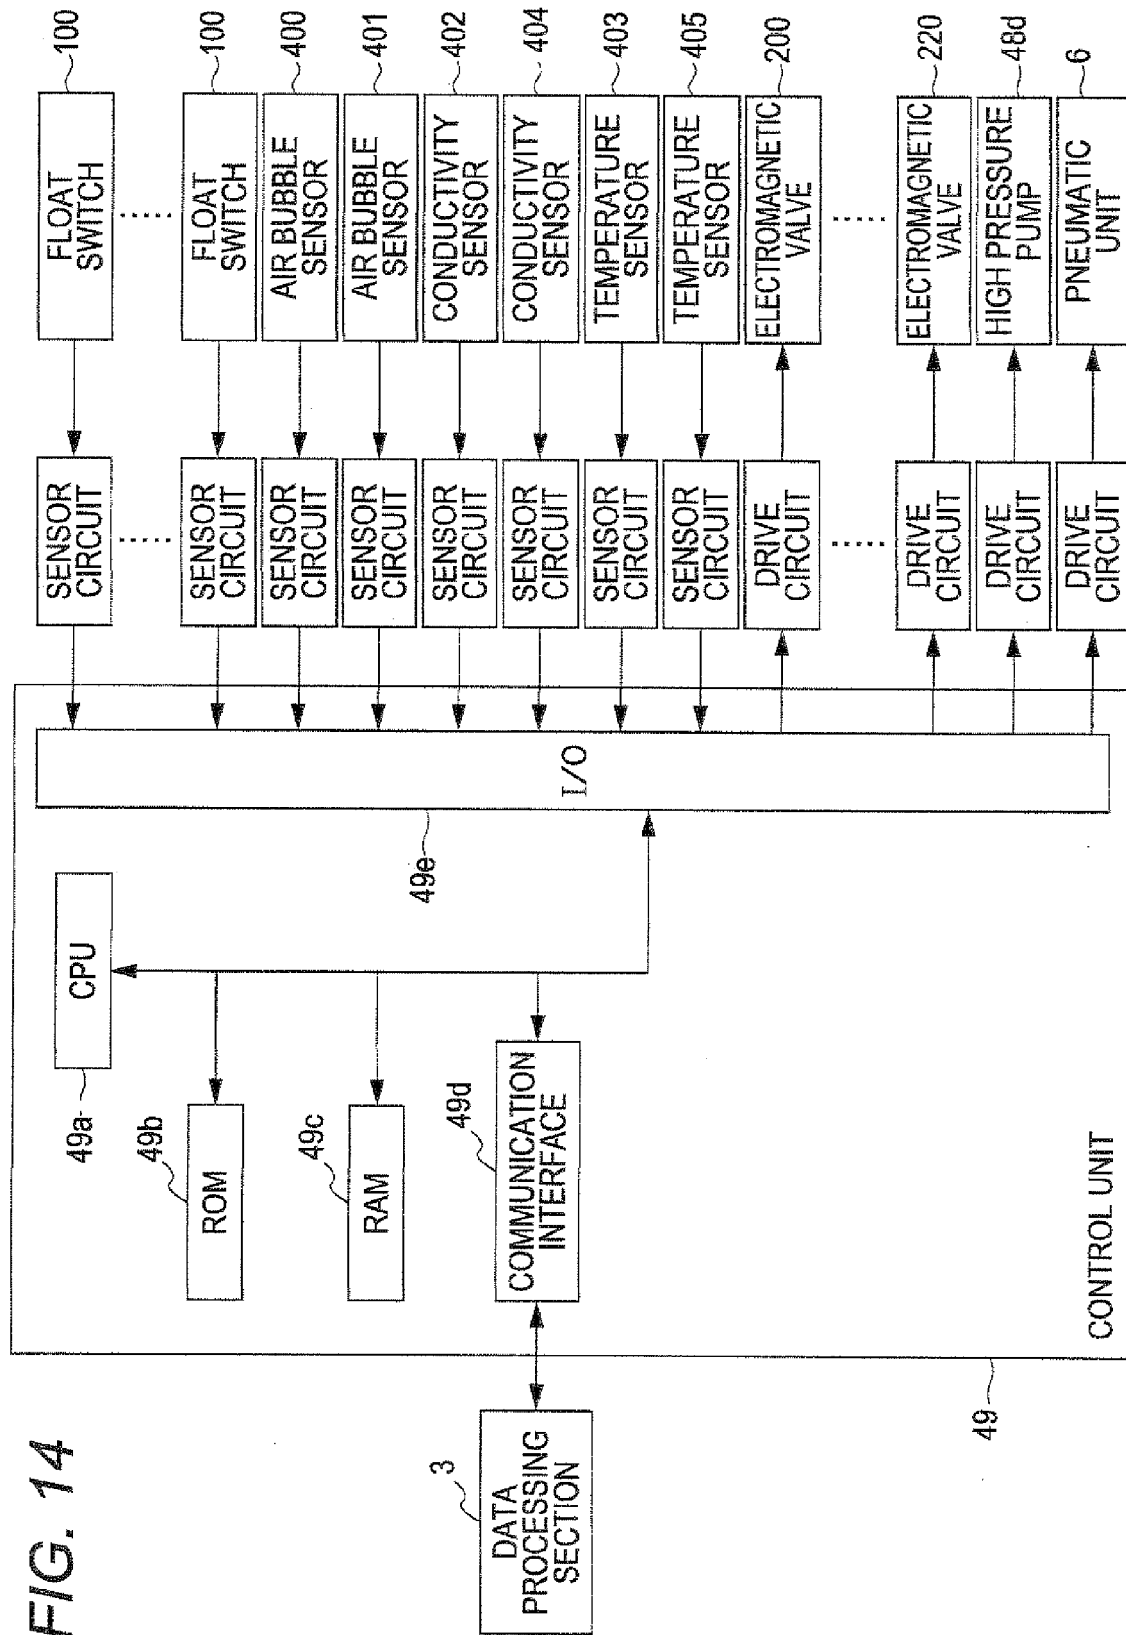 FIG. 14
3
DATA
PROCESSING
SECTION
49
CONTROL UNIT
49a
CPU
49b
ROM
49c
RAM
49d
COMMUNICATION
INTERFACE
49e
I/O
SENSOR
CIRCUIT
FLOAT
SWITCH
100
SENSOR
CIRCUIT
FLOAT
SWITCH
100
SENSOR
CIRCUIT
AIR BUBBLE
SENSOR
400
SENSOR
CIRCUIT
AIR BUBBLE
SENSOR
401
SENSOR
CIRCUIT
CONDUCTIVITY
SENSOR
402
SENSOR
CIRCUIT
CONDUCTIVITY
SENSOR
404
SENSOR
CIRCUIT
TEMPERATURE
SENSOR
403
SENSOR
CIRCUIT
TEMPERATURE
SENSOR
405
DRIVE
CIRCUIT
ELECTROMAGNETIC
VALVE
200
DRIVE
CIRCUIT
ELECTROMAGNETIC
VALVE
220
DRIVE
CIRCUIT
HIGH PRESSURE
PUMP
48d
DRIVE
CIRCUIT
PNEUMATIC
UNIT
6